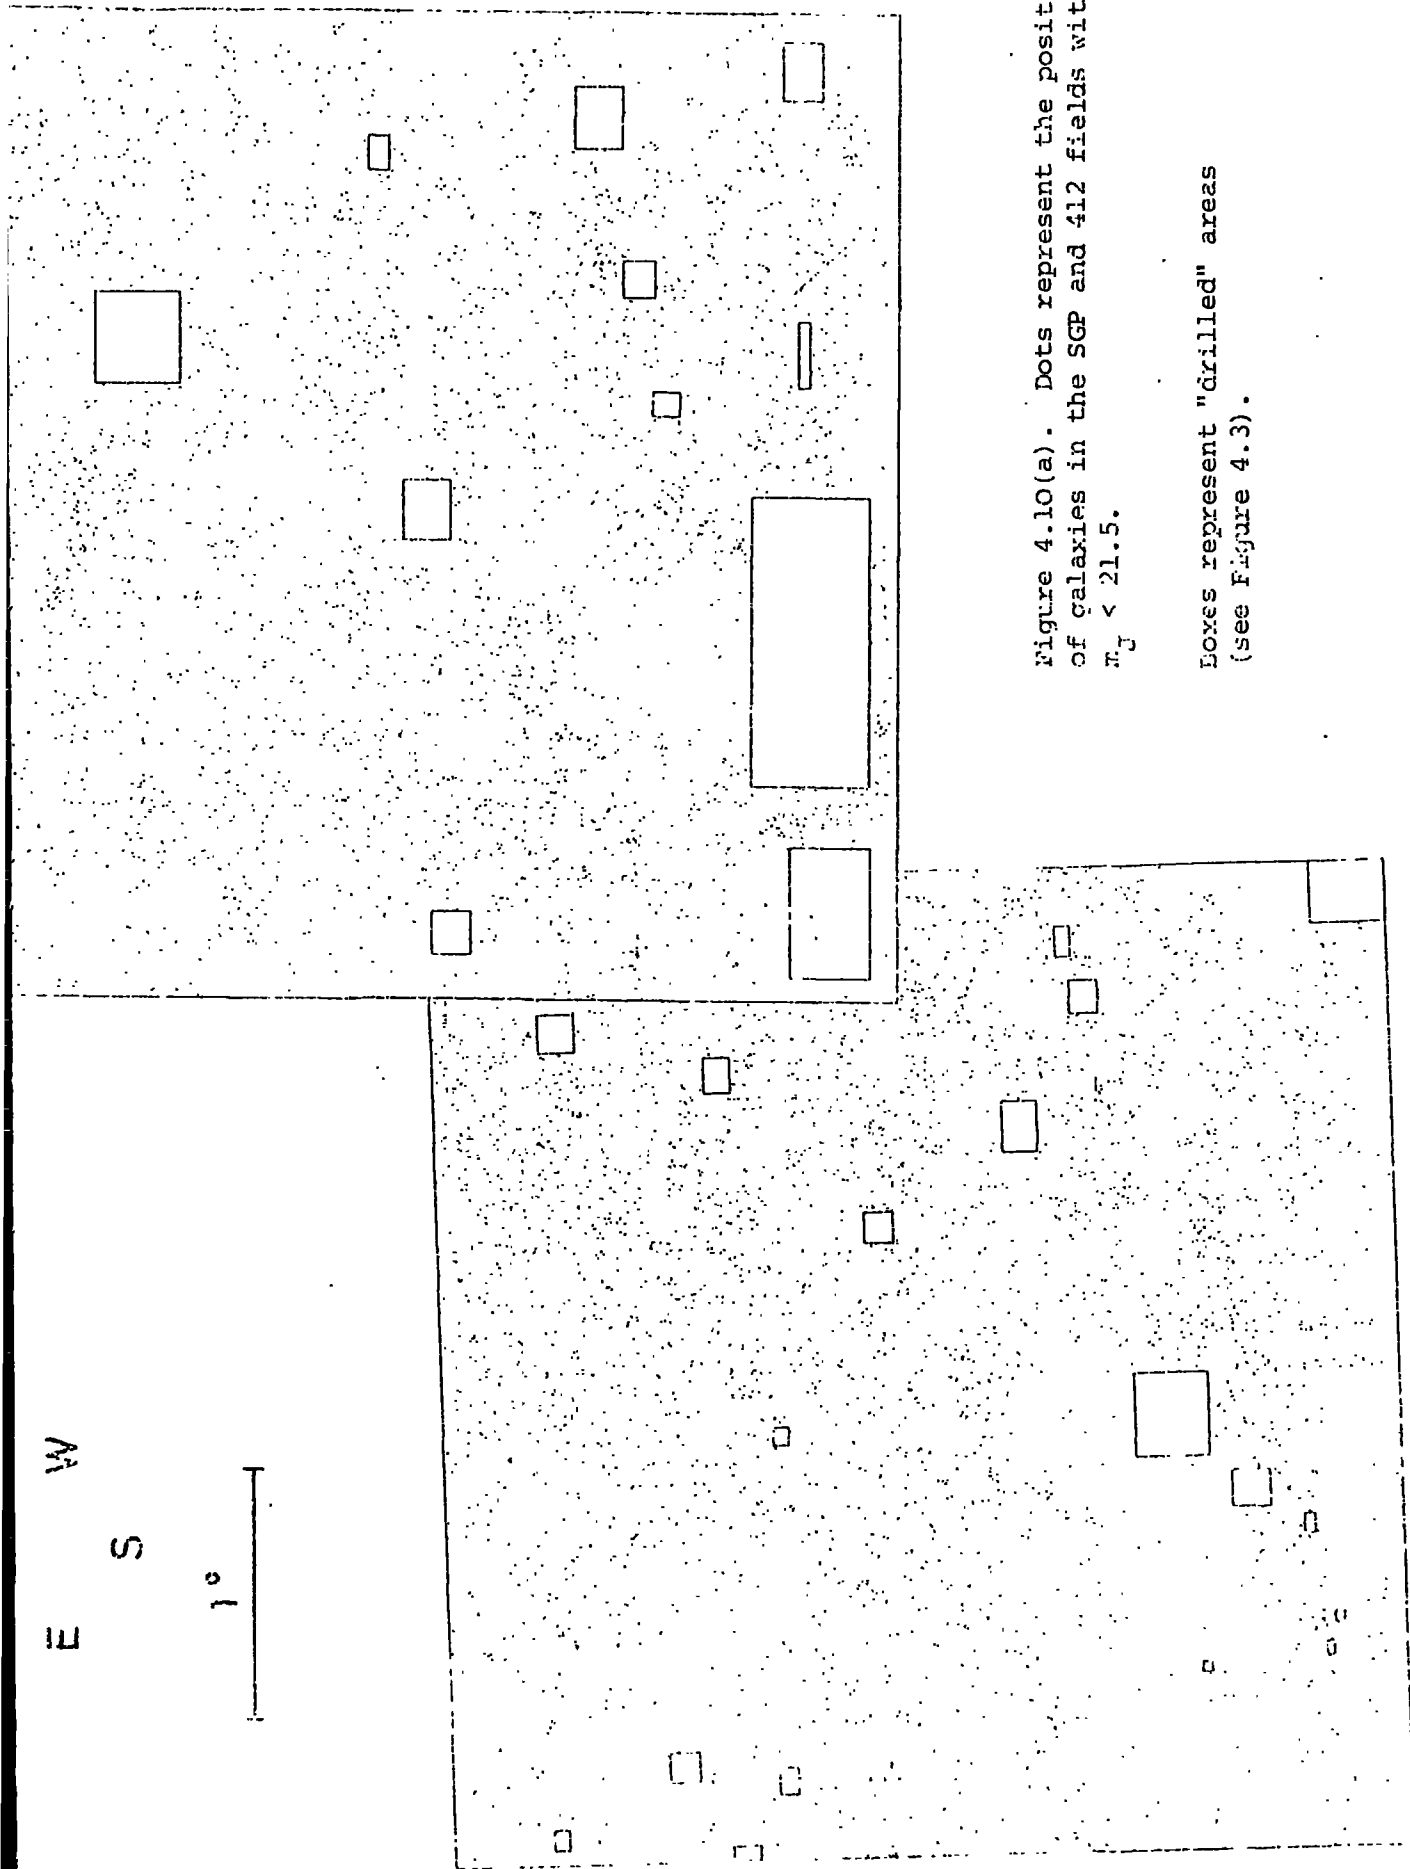 E
W
S
1°
Figure 4.10(a). Dots represent the posit
of galaxies in the SGP and 412 fields wit
m_J < 21.5.
Boxes represent "drilled" areas
(see Figure 4.3).